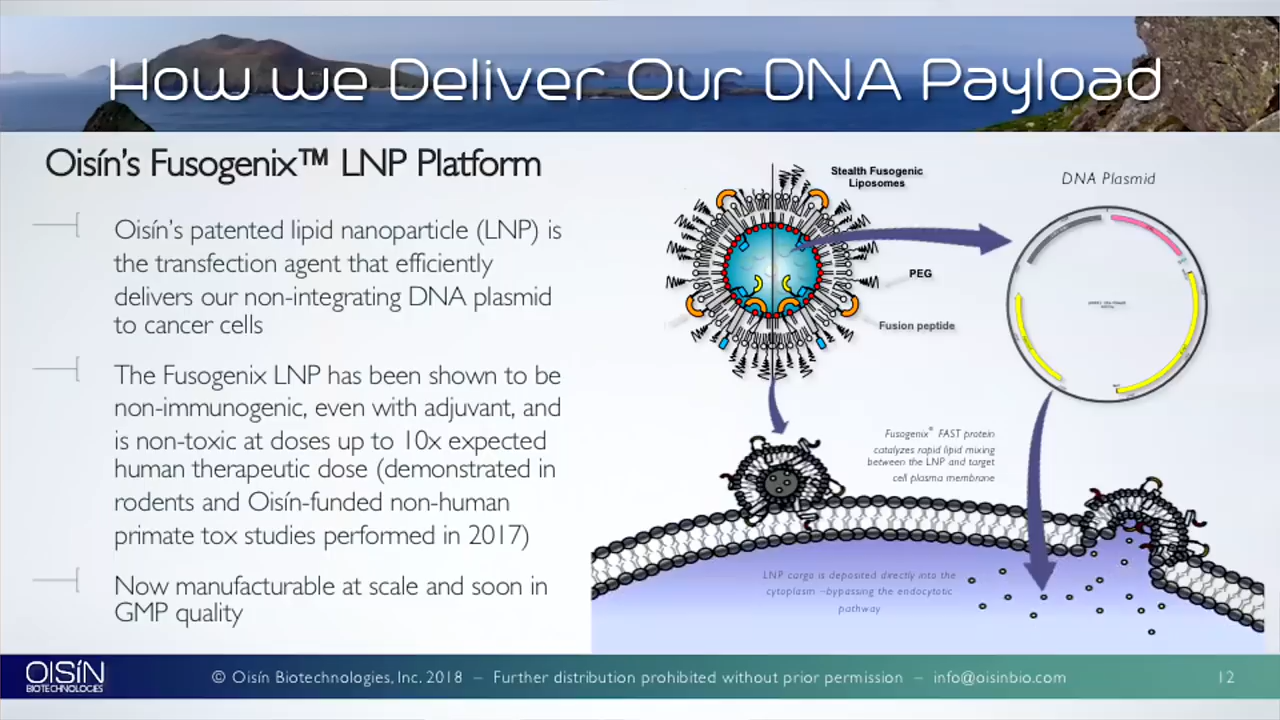 How we Deliver Our DNA Payload
Oisín's Fusogenix™ LNP Platform
Oisín's patented lipid nanoparticle (LNP) is
the transfection agent that efficiently
delivers our non-integrating DNA plasmid
to cancer cells
The Fusogenix LNP has been shown to be
non-immunogenic, even with adjuvant, and
is non-toxic at doses up to 10x expected
human therapeutic dose (demonstrated in
rodents and Oisín-funded non-human
primate tox studies performed in 2017)
Now manufacturable at scale and soon in
GMP quality
Stealth Fusogenic
Liposomes
PEG
Fusion peptide
DNA Plasmid
Fusogenix® FAST protein
catalyzes rapid lipid mixing
between the LNP and target
cell plasma membrane
LNP cargo is deposited directly into the
cytoplasm –bypassing the endocytotic
pathway
OISÍN
BIOTECHNOLOGIES
© Oisín Biotechnologies, Inc. 2018 – Further distribution prohibited without prior permission – info@oisinbio.com
12